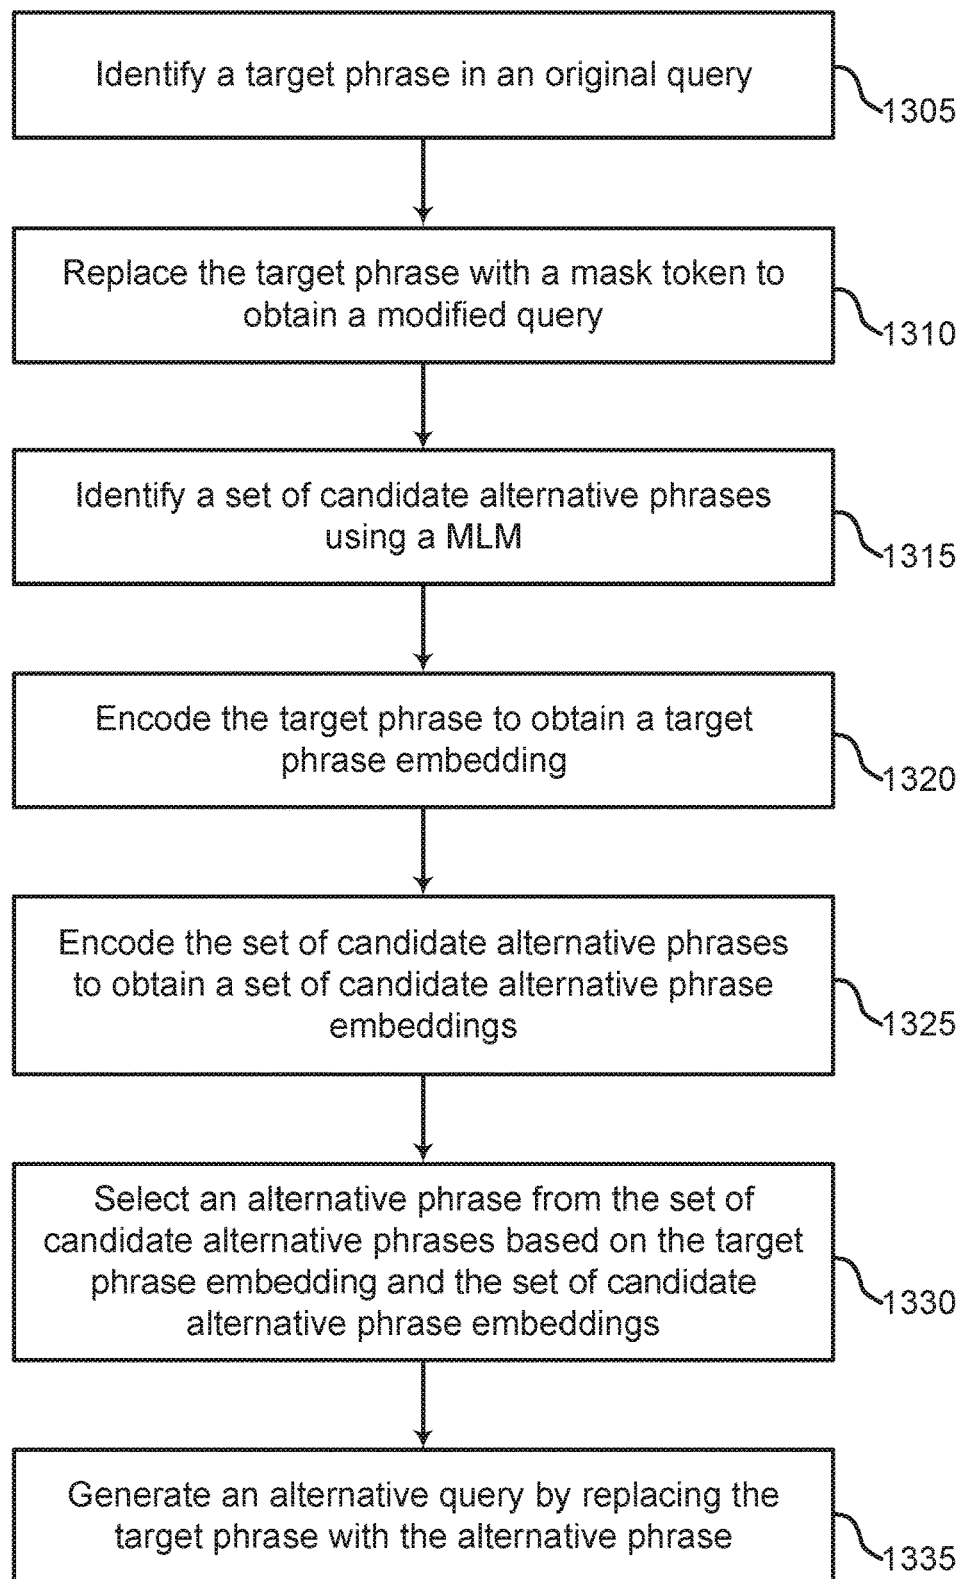 Identify a target phrase in an original query
1305
Replace the target phrase with a mask token to
obtain a modified query
1310
Identify a set of candidate alternative phrases
using a MLM
1315
Encode the target phrase to obtain a target
phrase embedding
1320
Encode the set of candidate alternative phrases
to obtain a set of candidate alternative phrase
embeddings
1325
Select an alternative phrase from the set of
candidate alternative phrases based on the target
phrase embedding and the set of candidate
alternative phrase embeddings
1330
Generate an alternative query by replacing the
target phrase with the alternative phrase
1335